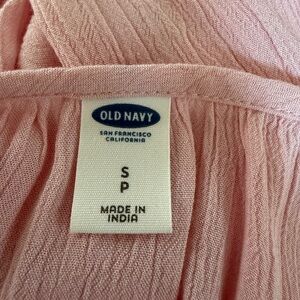 OLD NAVY
SAN FRANCISCO
CALIFORNIA
S
P
MADE IN
INDIA